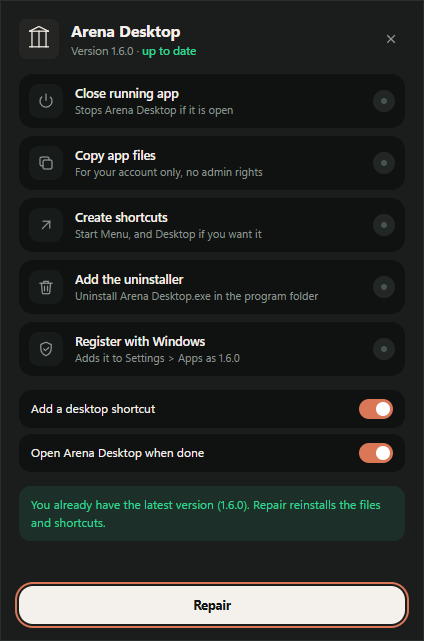 Arena Desktop
Version 1.6.0 · up to date
Close running app
Stops Arena Desktop if it is open
Copy app files
For your account only, no admin rights
Create shortcuts
Start Menu, and Desktop if you want it
Add the uninstaller
Uninstall Arena Desktop.exe in the program folder
Register with Windows
Adds it to Settings > Apps as 1.6.0
Add a desktop shortcut
Open Arena Desktop when done
You already have the latest version (1.6.0). Repair reinstalls the files
and shortcuts.
Repair